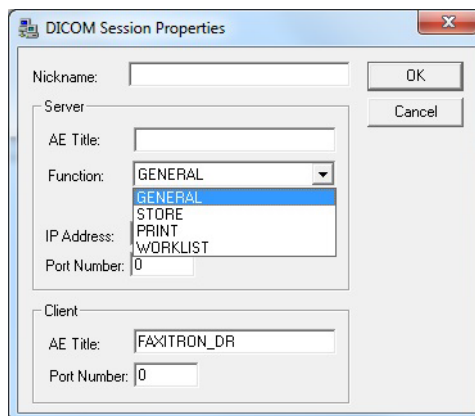 DICOM Session Properties
Nickname:
OK
Server
Cancel
AE Title:
Function: GENERAL
GENERAL
STORE
PRINT
IP Address:
WORKLIST
Port Number: 0
Client
AE Title: FAXITRON_DR
Port Number: 0